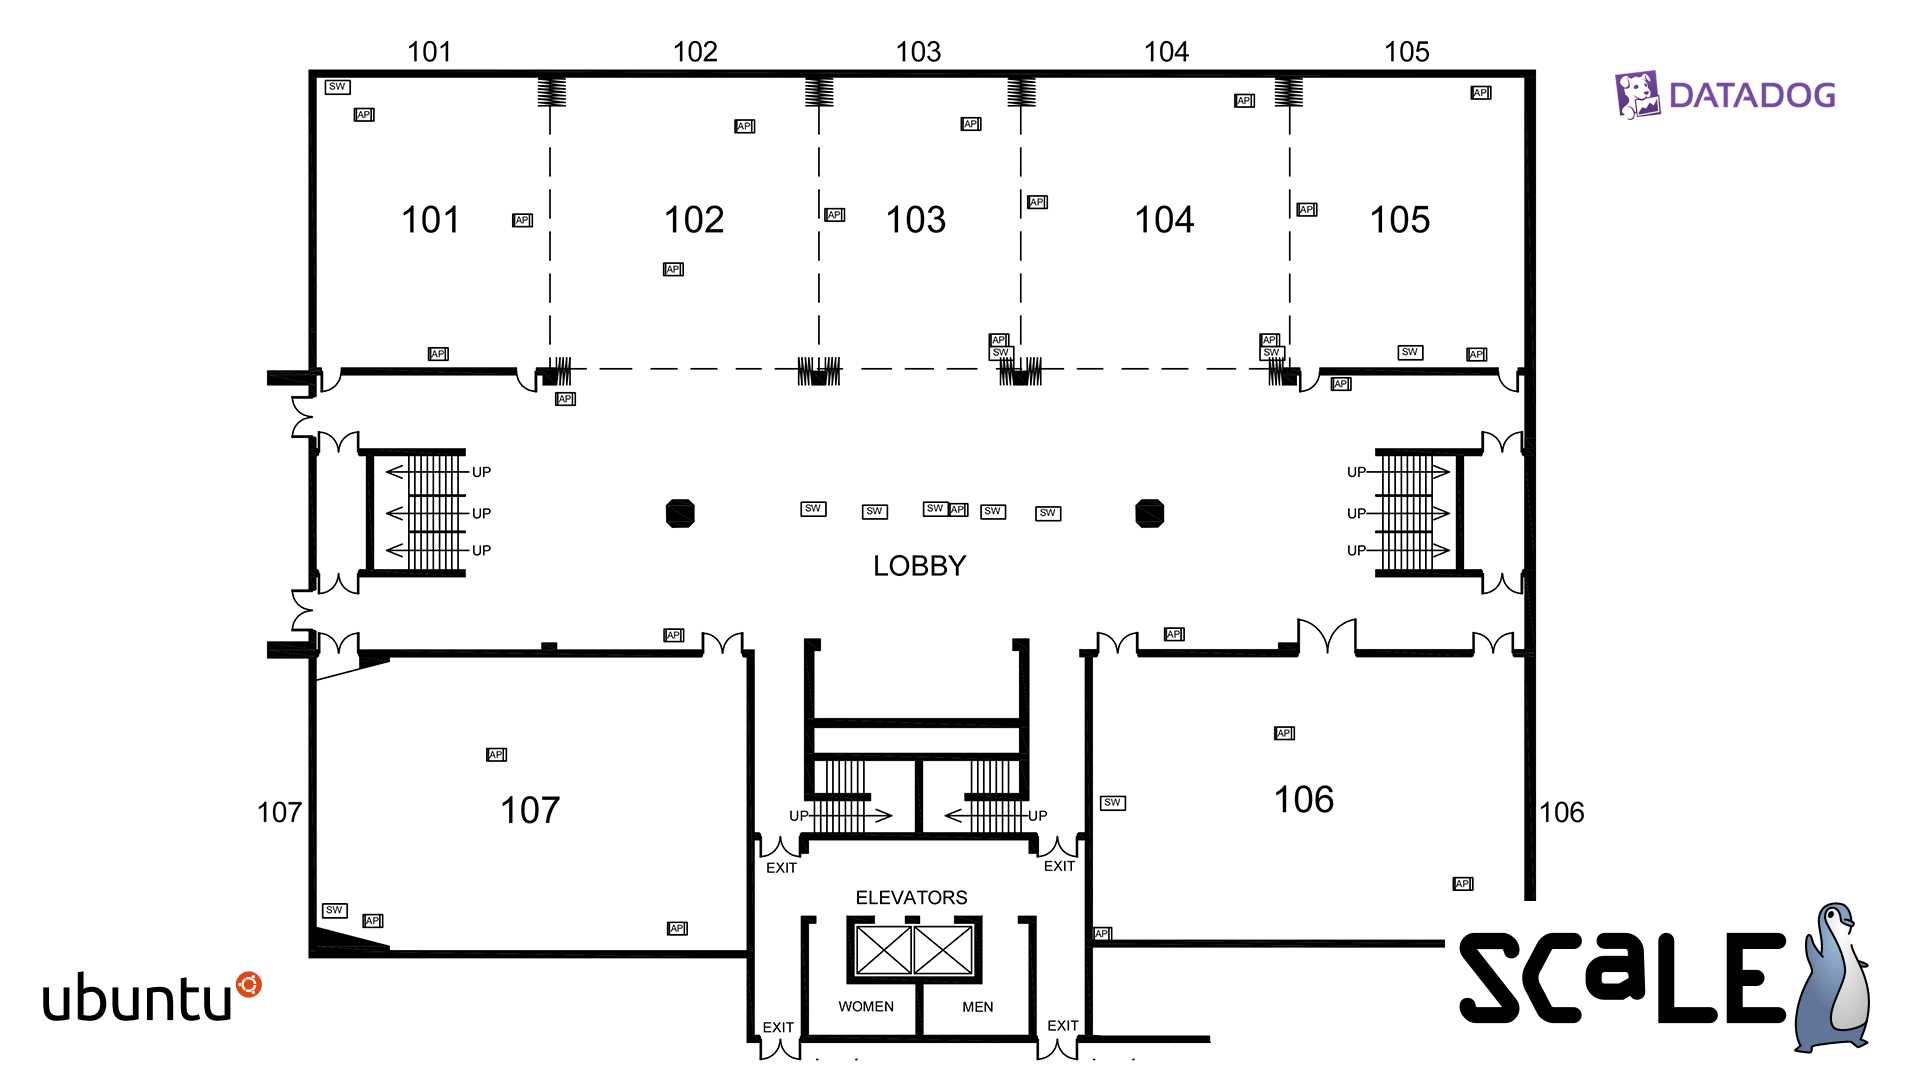 101 102 103 104 105
SW
DATADOG
AP AP AP AP AP
AP AP
101 102 103 104 105
AP AP AP AP AP
AP
AP AP
SW SW SW
AP AP
AP AP
UP UP
UP UP
SW SW SW AP SW SW
UP UP
LOBBY
AP AP
AP
AP
107 107 SW 106 106
UP UP
EXIT EXIT
AP
ELEVATORS
SW AP AP AP
ubuntu
SCALE
WOMEN MEN
EXIT EXIT